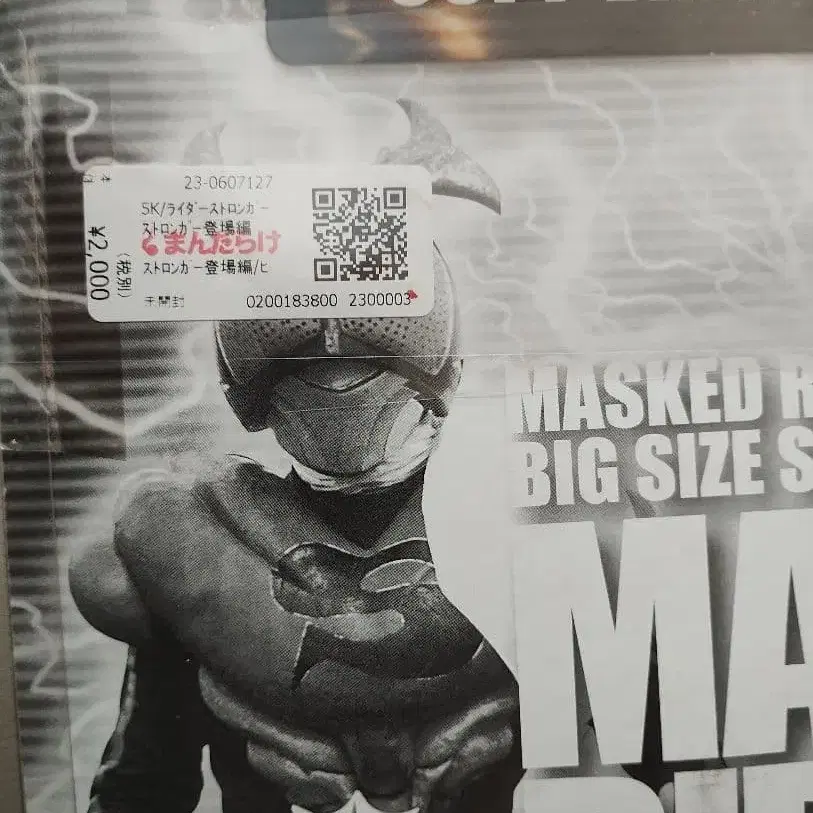 23-0607127
SK/ライダーストロンガー
ストロンガー登場編
まんだらけ
ストロンガー登場編/ヒ
¥2,000
(税別)
未開封
0200183800 2300003
MASKED R
BIG SIZE S
MA